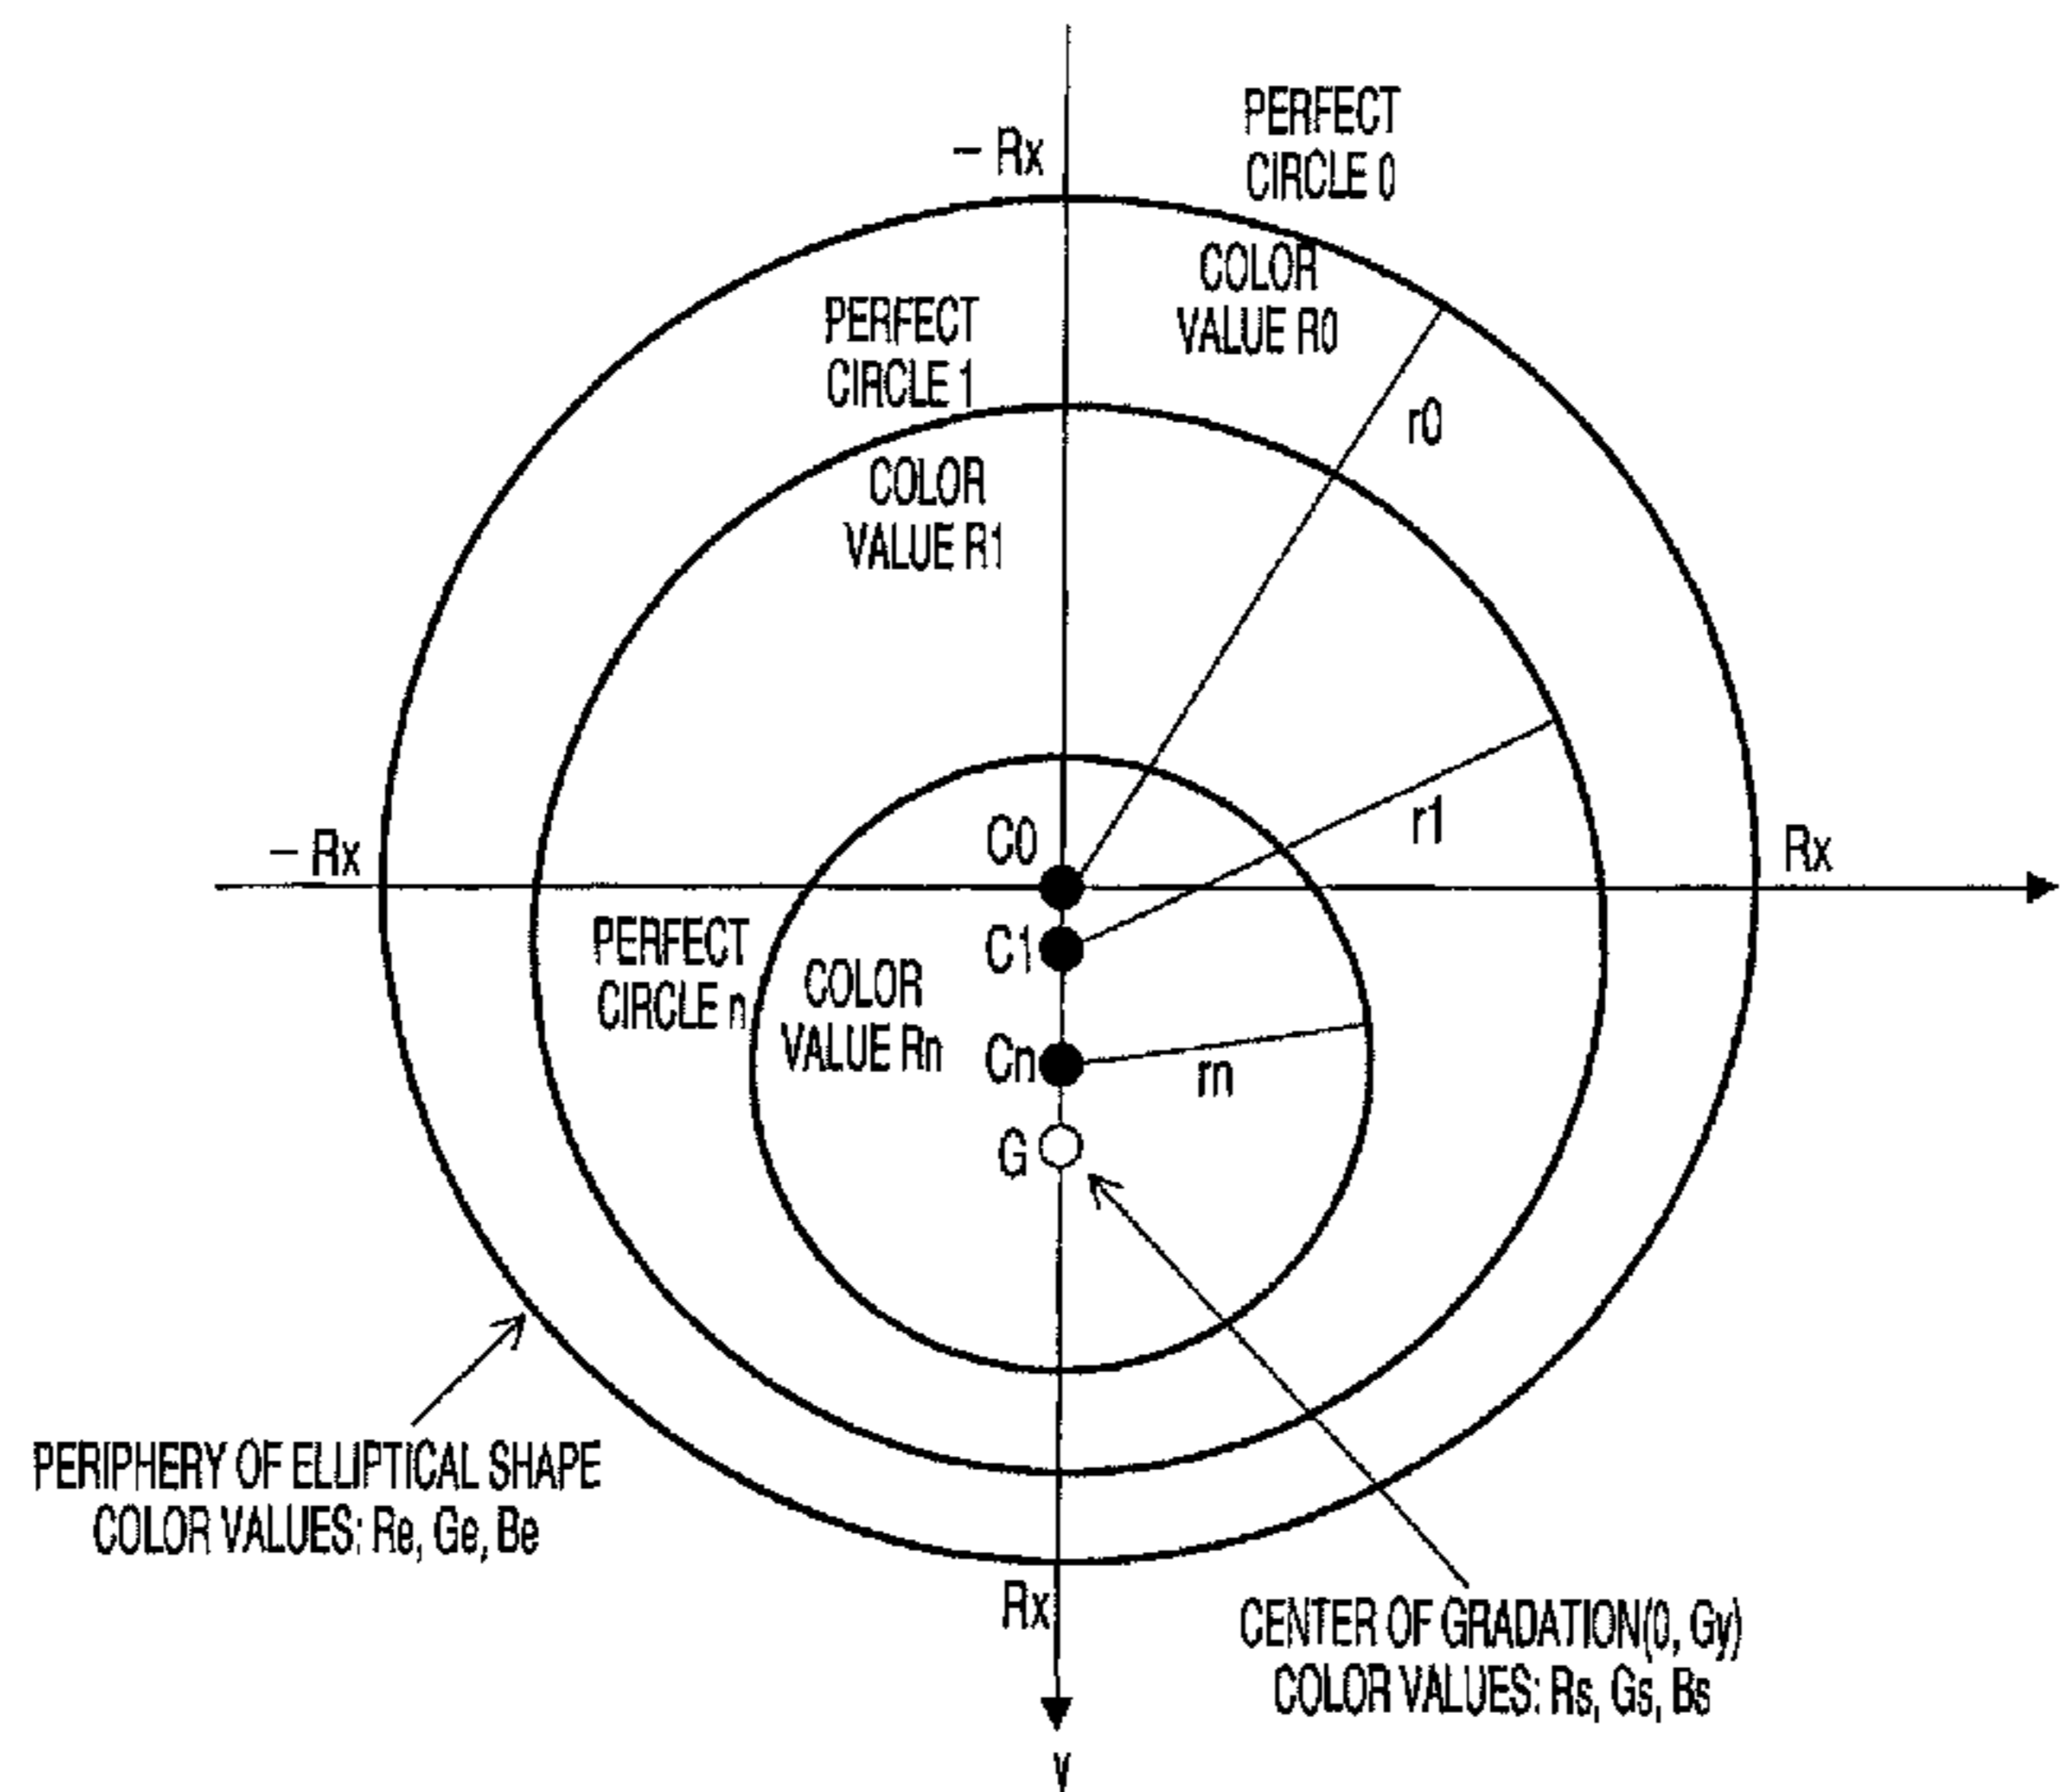 PERFECT
CIRCLE 0
– Rx
COLOR
VALUE R0
PERFECT
CIRCLE 1
r0
COLOR
VALUE R1
C0
r1
– Rx
Rx
PERFECT
CIRCLE n
C1
COLOR
VALUE Rn
Cn
rn
G
PERIPHERY OF ELLIPTICAL SHAPE
COLOR VALUES: Re, Ge, Be
Rx
CENTER OF GRADATION(0, Gy)
COLOR VALUES: Rs, Gs, Bs
y